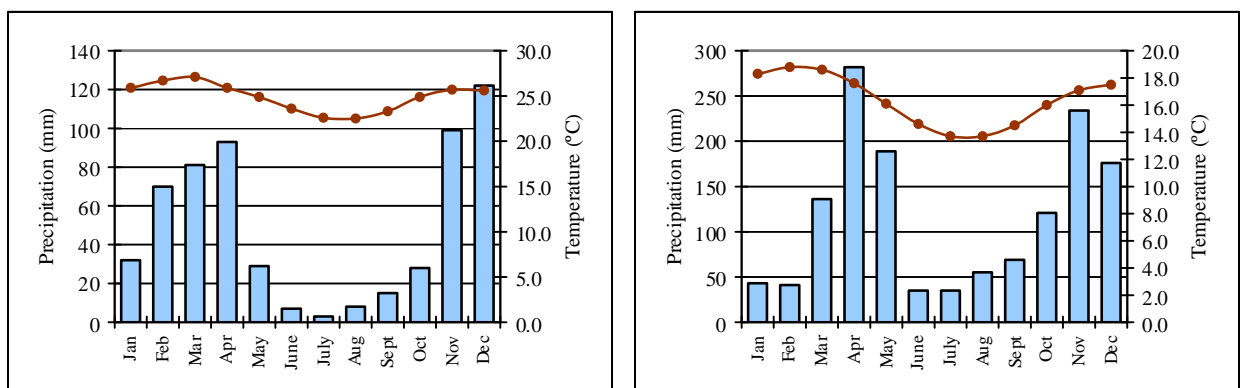 140
120
100
80
60
40
20
0
Precipitation (mm)
30.0
25.0
20.0
15.0
10.0
5.0
0.0
Temperature (ºC)
Jan
Feb
Mar
Apr
May
June
July
Aug
Sept
Oct
Nov
Dec
300
250
200
150
100
50
0
Precipitation (mm)
20.0
18.0
16.0
14.0
12.0
10.0
8.0
6.0
4.0
2.0
0.0
Temperature (ºC)
Jan
Feb
Mar
Apr
May
June
July
Aug
Sept
Oct
Nov
Dec